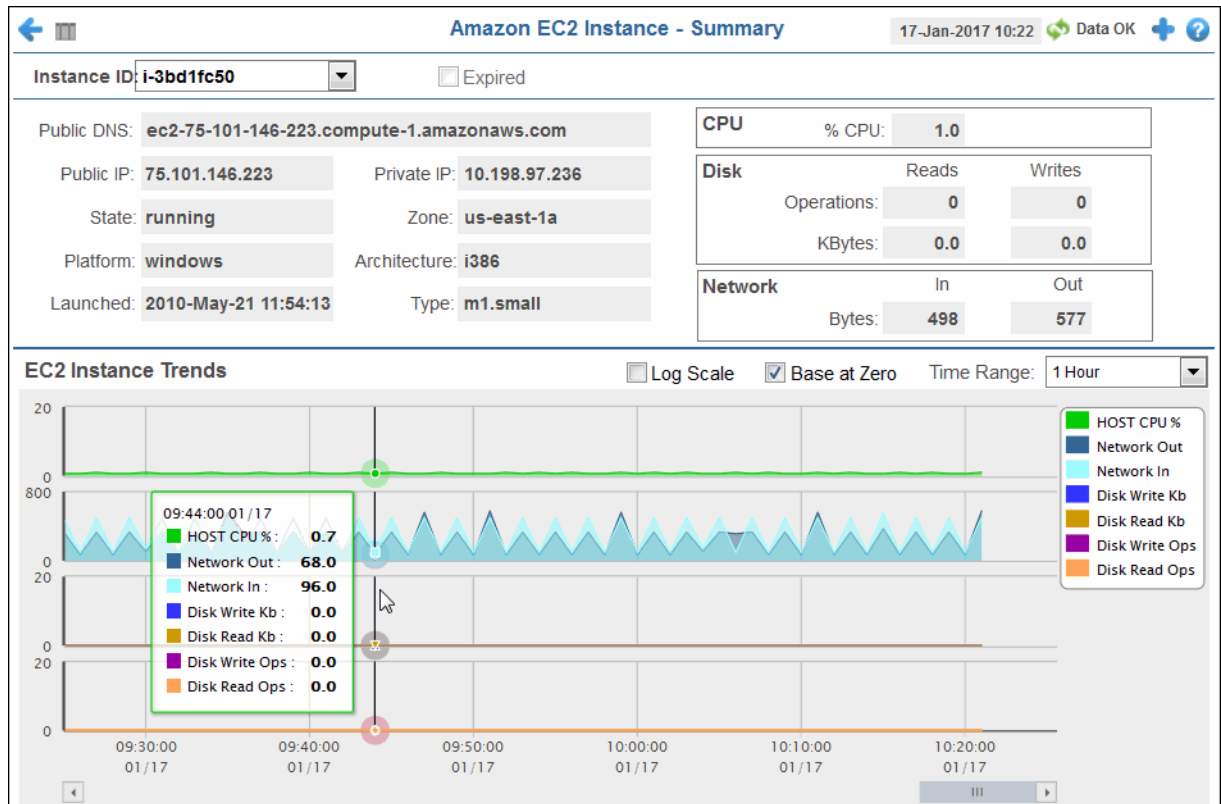 Amazon EC2 Instance - Summary 17-Jan-2017 10:22 Data OK
Instance ID: i-3bd1fc50 Expired
Public DNS: ec2-75-101-146-223.compute-1.amazonaws.com
Public IP: 75.101.146.223 Private IP: 10.198.97.236
State: running Zone: us-east-1a
Platform: windows Architecture: i386
Launched: 2010-May-21 11:54:13 Type: m1.small
CPU % CPU: 1.0
Disk Reads Writes
Operations: 0 0
KBytes: 0.0 0.0
Network In Out
Bytes: 498 577
EC2 Instance Trends Log Scale Base at Zero Time Range: 1 Hour
20
0
800
0
20
0
20
0
09:44:00 01/17
HOST CPU % : 0.7
Network Out : 68.0
Network In : 96.0
Disk Write Kb : 0.0
Disk Read Kb : 0.0
Disk Write Ops : 0.0
Disk Read Ops : 0.0
HOST CPU %
Network Out
Network In
Disk Write Kb
Disk Read Kb
Disk Write Ops
Disk Read Ops
09:30:00 09:40:00 09:50:00 10:00:00 10:10:00 10:20:00
01/17 01/17 01/17 01/17 01/17 01/17